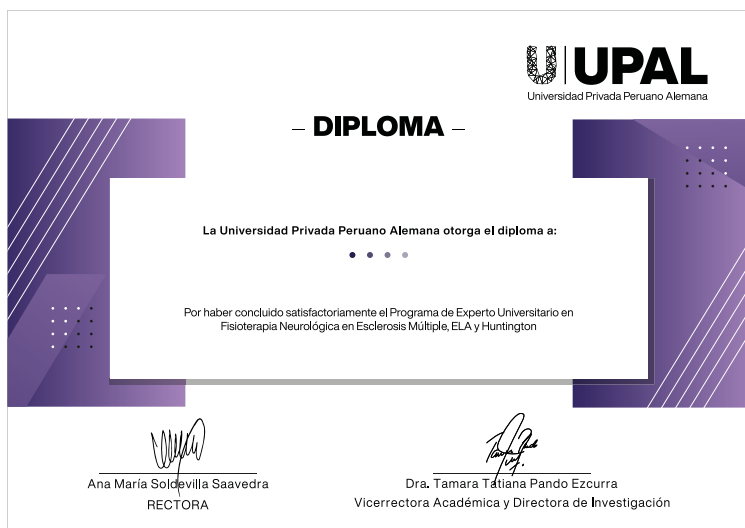 UPAL
Universidad Privada Peruano Alemana
– DIPLOMA –
La Universidad Privada Peruano Alemana otorga el diploma a:
Por haber concluido satisfactoriamente el Programa de Experto Universitario en
Fisioterapia Neurológica en Esclerosis Múltiple, ELA y Huntington
Ana María Soldevilla Saavedra
RECTORA
Dra. Tamara Tatiana Pando Ezcurra
Vicerrectora Académica y Directora de Investigación